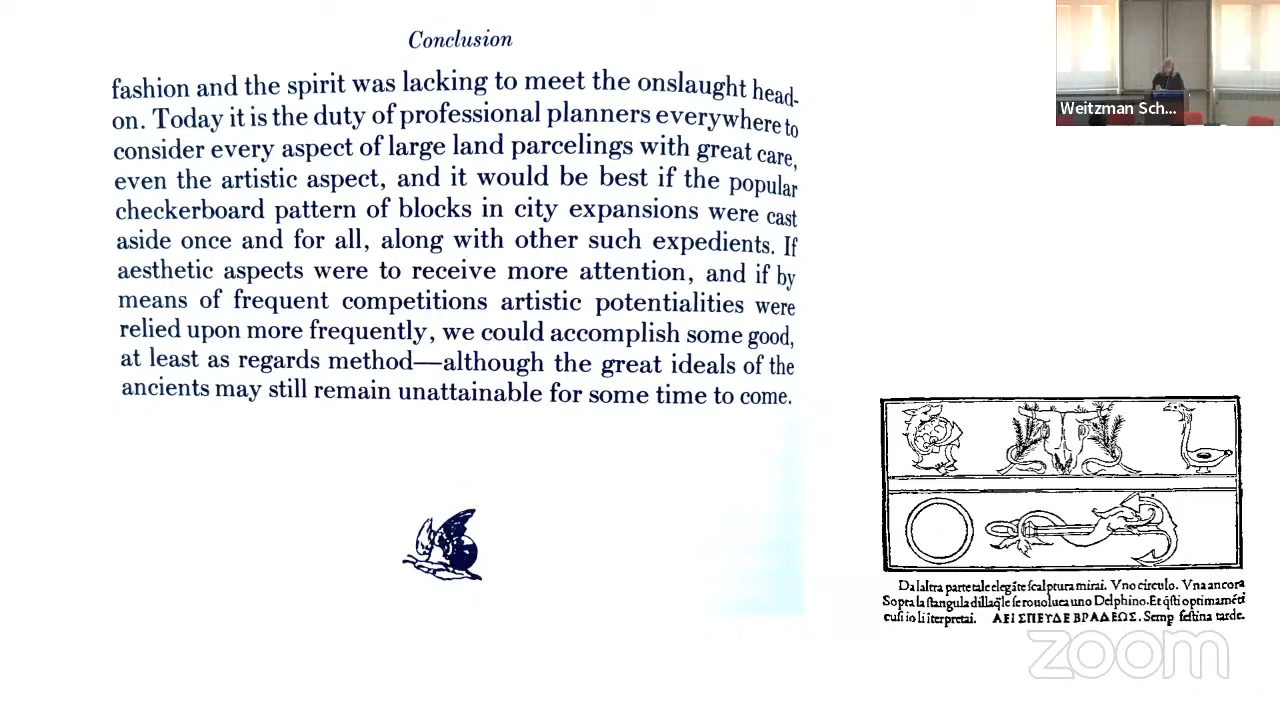 Conclusion
fashion and the spirit was lacking to meet the onslaught head-
on. Today it is the duty of professional planners everywhere to
consider every aspect of large land parcelings with great care,
even the artistic aspect, and it would be best if the popular
checkerboard pattern of blocks in city expansions were cast
aside once and for all, along with other such expedients. If
aesthetic aspects were to receive more attention, and if by
means of frequent competitions artistic potentialities were
relied upon more frequently, we could accomplish some good,
at least as regards method—although the great ideals of the
ancients may still remain unattainable for some time to come.
Weitzman Sch...
Da laltra parte tale elegãte scalptura mirai. Vno circulo. Vna ancora
Sopra la stangula dillaq̃le se rouoluea uno Delphino. Et q̃sti optimamẽti
cusi io li iterpretai. ΑΕΙ ΣΠΕΥΔΕ ΒΡΑΔΕΩΣ. Semp festina tarde.
zoom